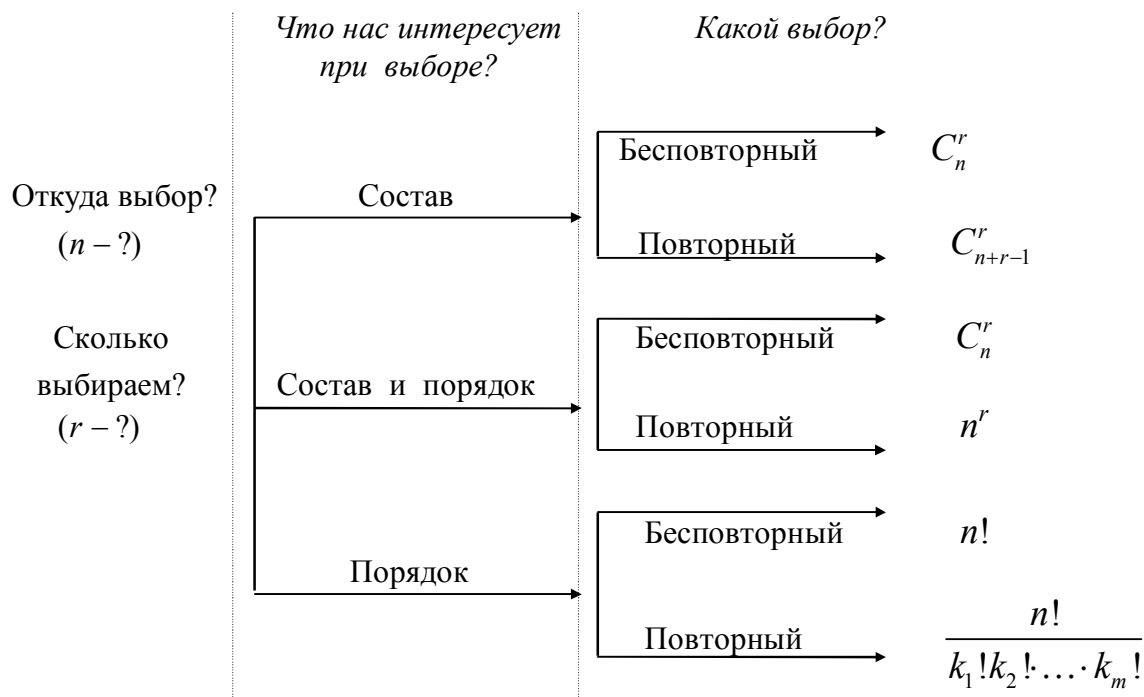 Что нас интересует
при выборе?
Какой выбор?
Откуда выбор?
(n – ?)
Сколько
выбираем?
(r – ?)
Состав
Бесповторный
C_n^r
Повторный
C_{n+r−1}^r
Состав и порядок
Бесповторный
C_n^r
Повторный
n^r
Порядок
Бесповторный
n!
Повторный
n!
k_1!k_2!·…·k_m!